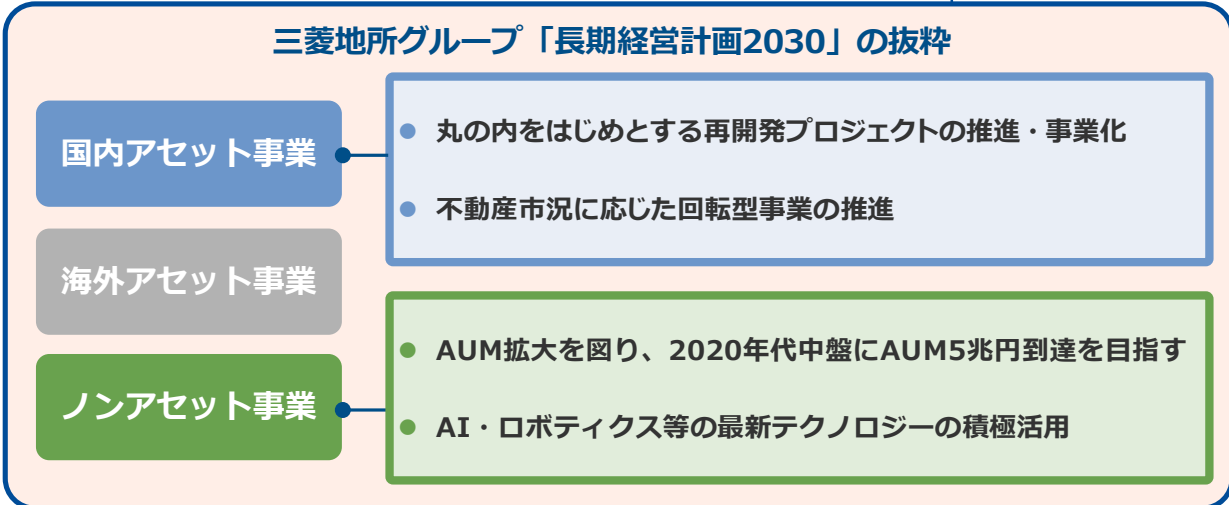 三菱地所グループ「長期経営計画2030」の抜粋
国内アセット事業
● 丸の内をはじめとする再開発プロジェクトの推進・事業化
● 不動産市況に応じた回転型事業の推進
海外アセット事業
ノンアセット事業
● AUM拡大を図り、2020年代中盤にAUM5兆円到達を目指す
● AI・ロボティクス等の最新テクノロジーの積極活用